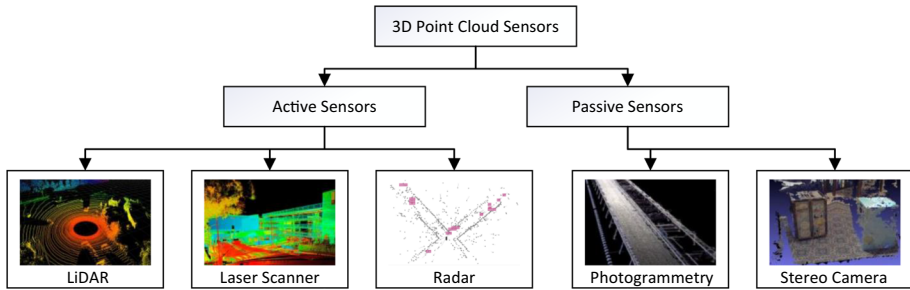 3D Point Cloud Sensors
Active Sensors
Passive Sensors
LiDAR
Laser Scanner
Radar
Photogrammetry
Stereo Camera